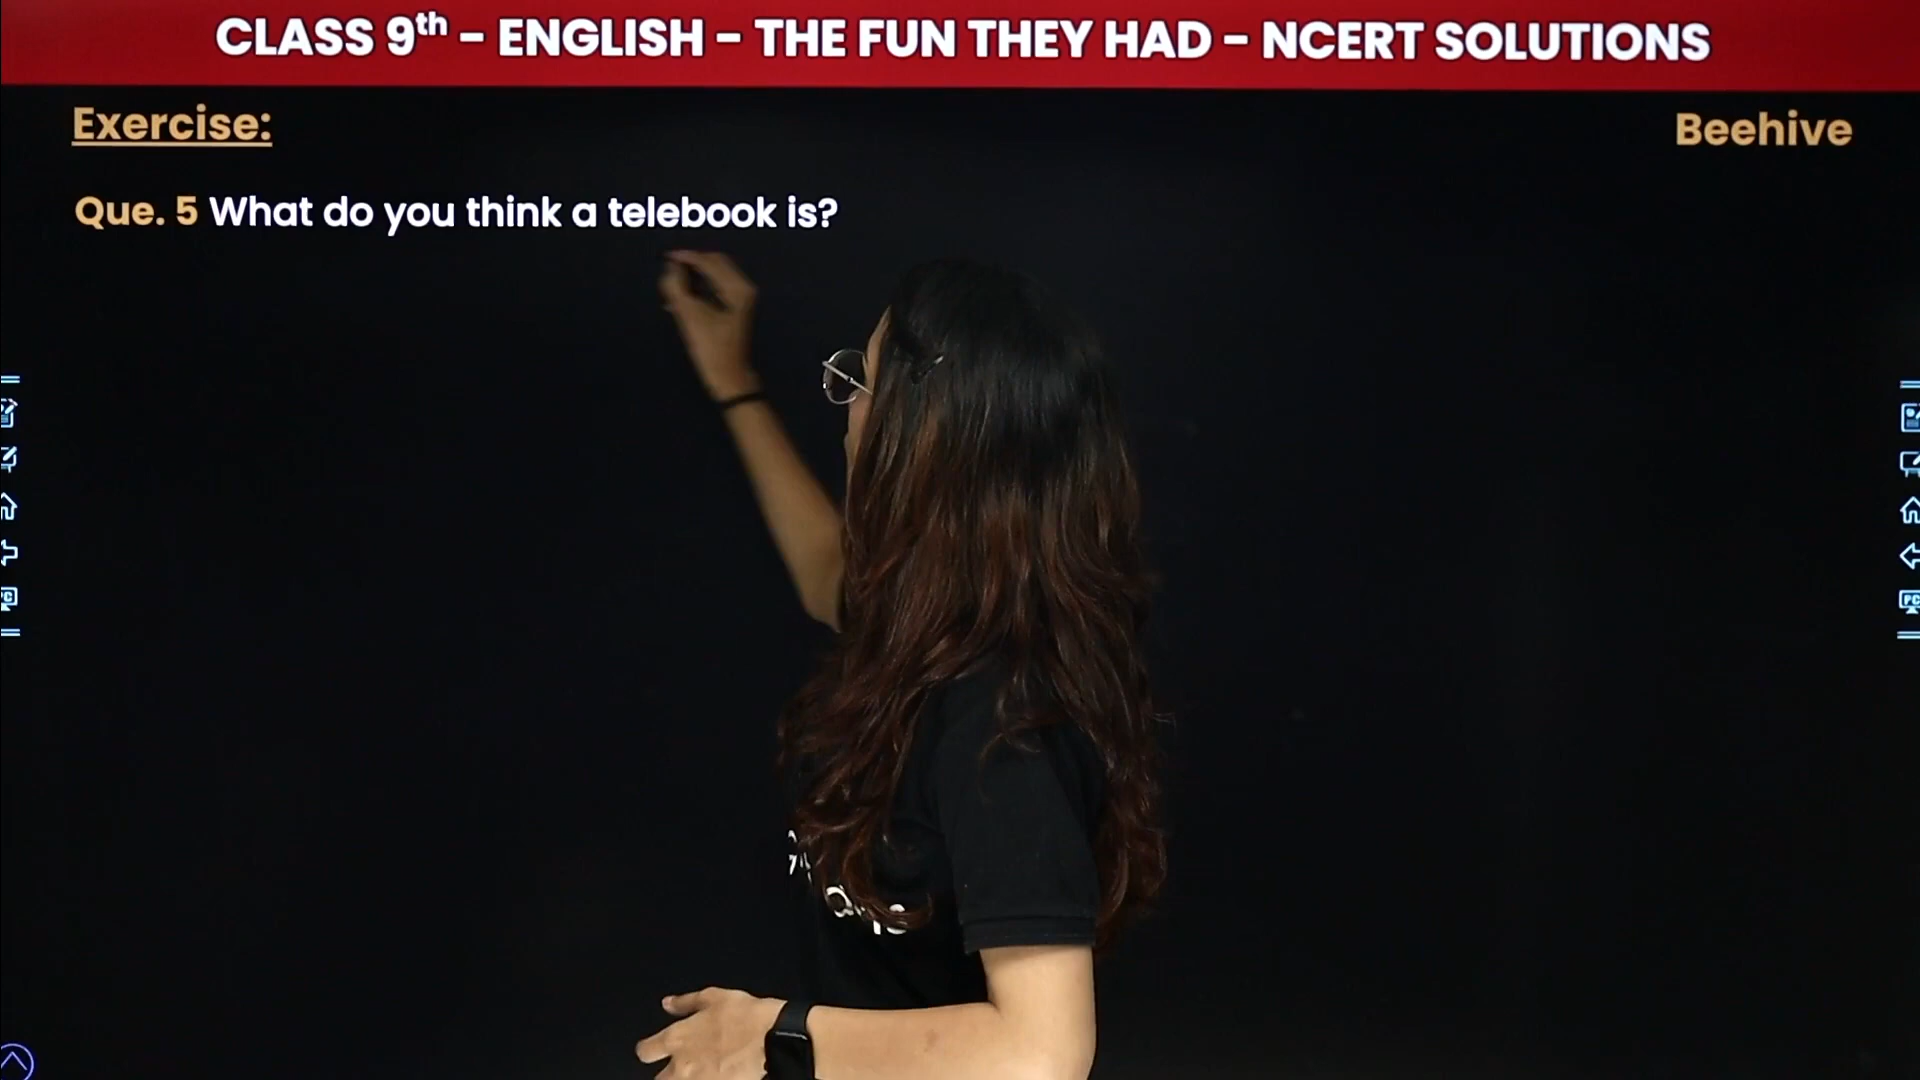 CLASS 9th – ENGLISH – THE FUN THEY HAD – NCERT SOLUTIONS
Exercise:
Beehive
Que. 5 What do you think a telebook is?